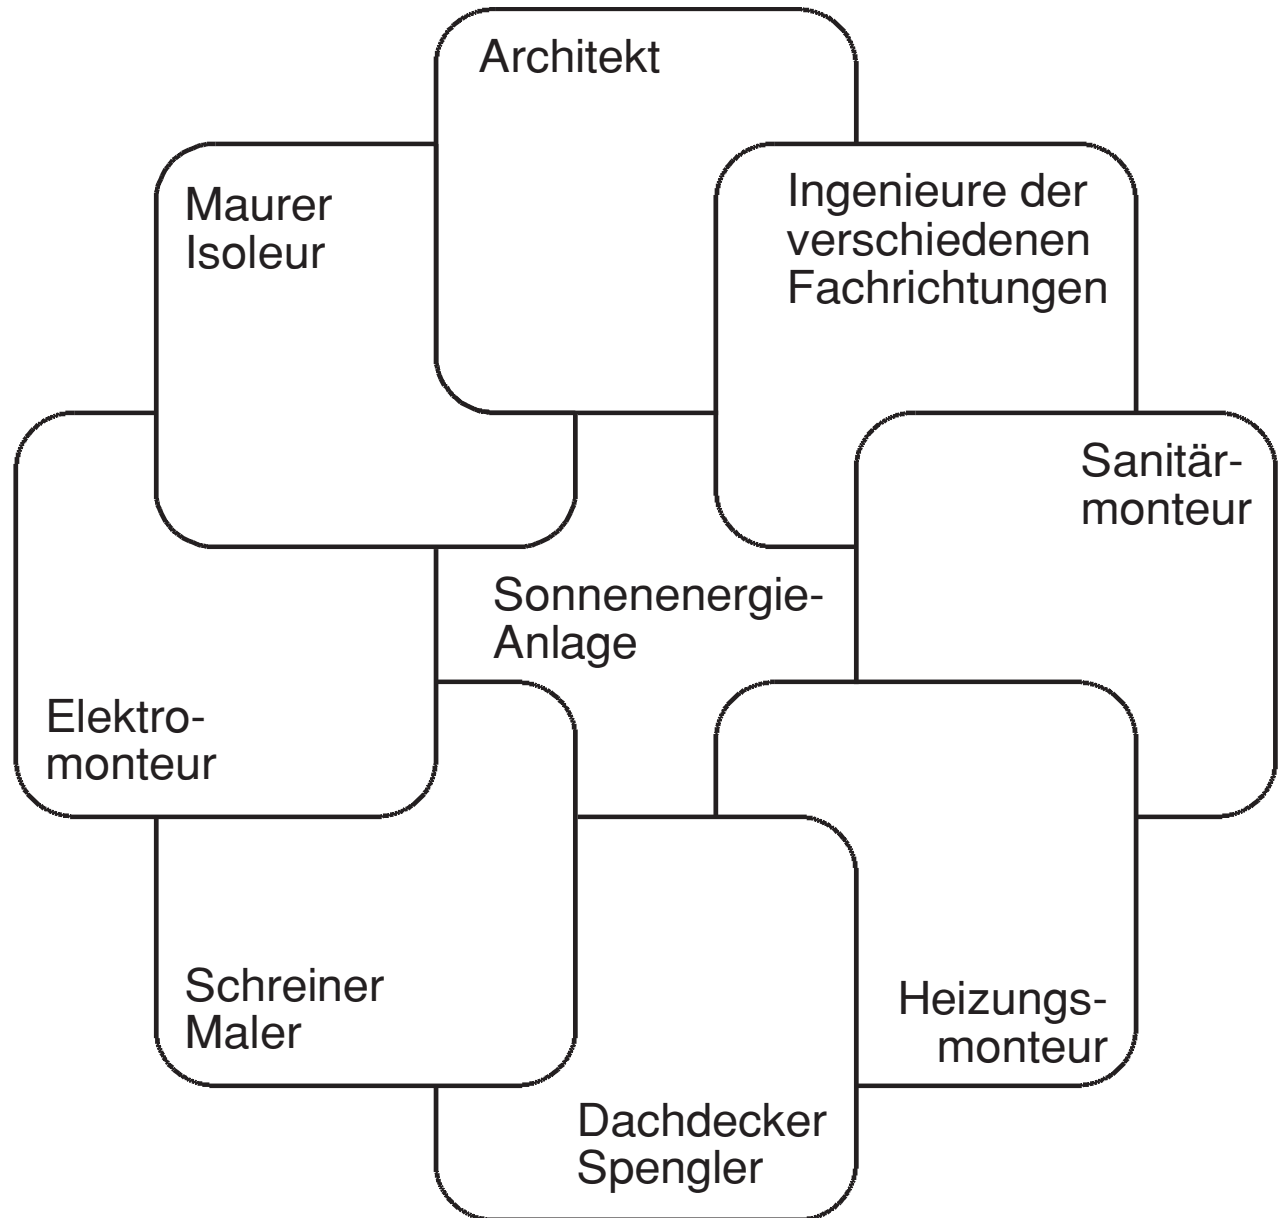 Architekt
Maurer
Isoleur
Ingenieure der
verschiedenen
Fachrichtungen
Sanitär-
monteur
Sonnenenergie-
Anlage
Elektro-
monteur
Schreiner
Maler
Heizungs-
monteur
Dachdecker
Spengler